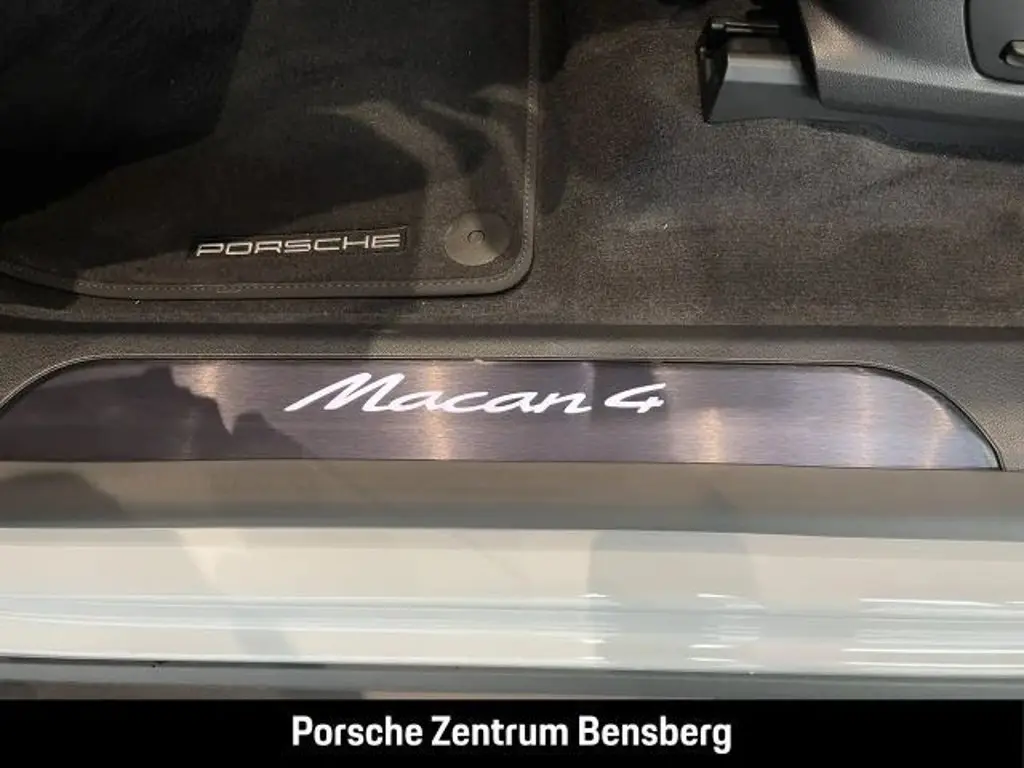 PORSCHE
Macan 4
Porsche Zentrum Bensberg